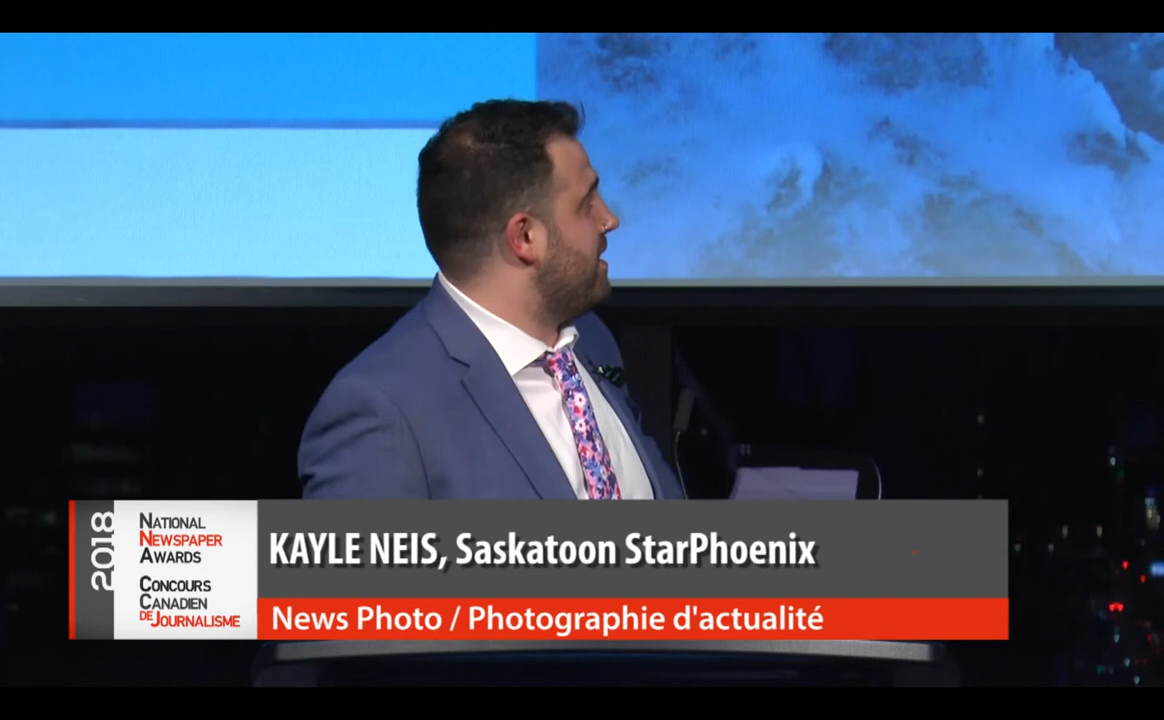 2018
NATIONAL
NEWSPAPER
AWARDS
CONCOURS
CANADIEN
DE JOURNALISME
KAYLE NEIS, Saskatoon StarPhoenix
News Photo / Photographie d'actualité